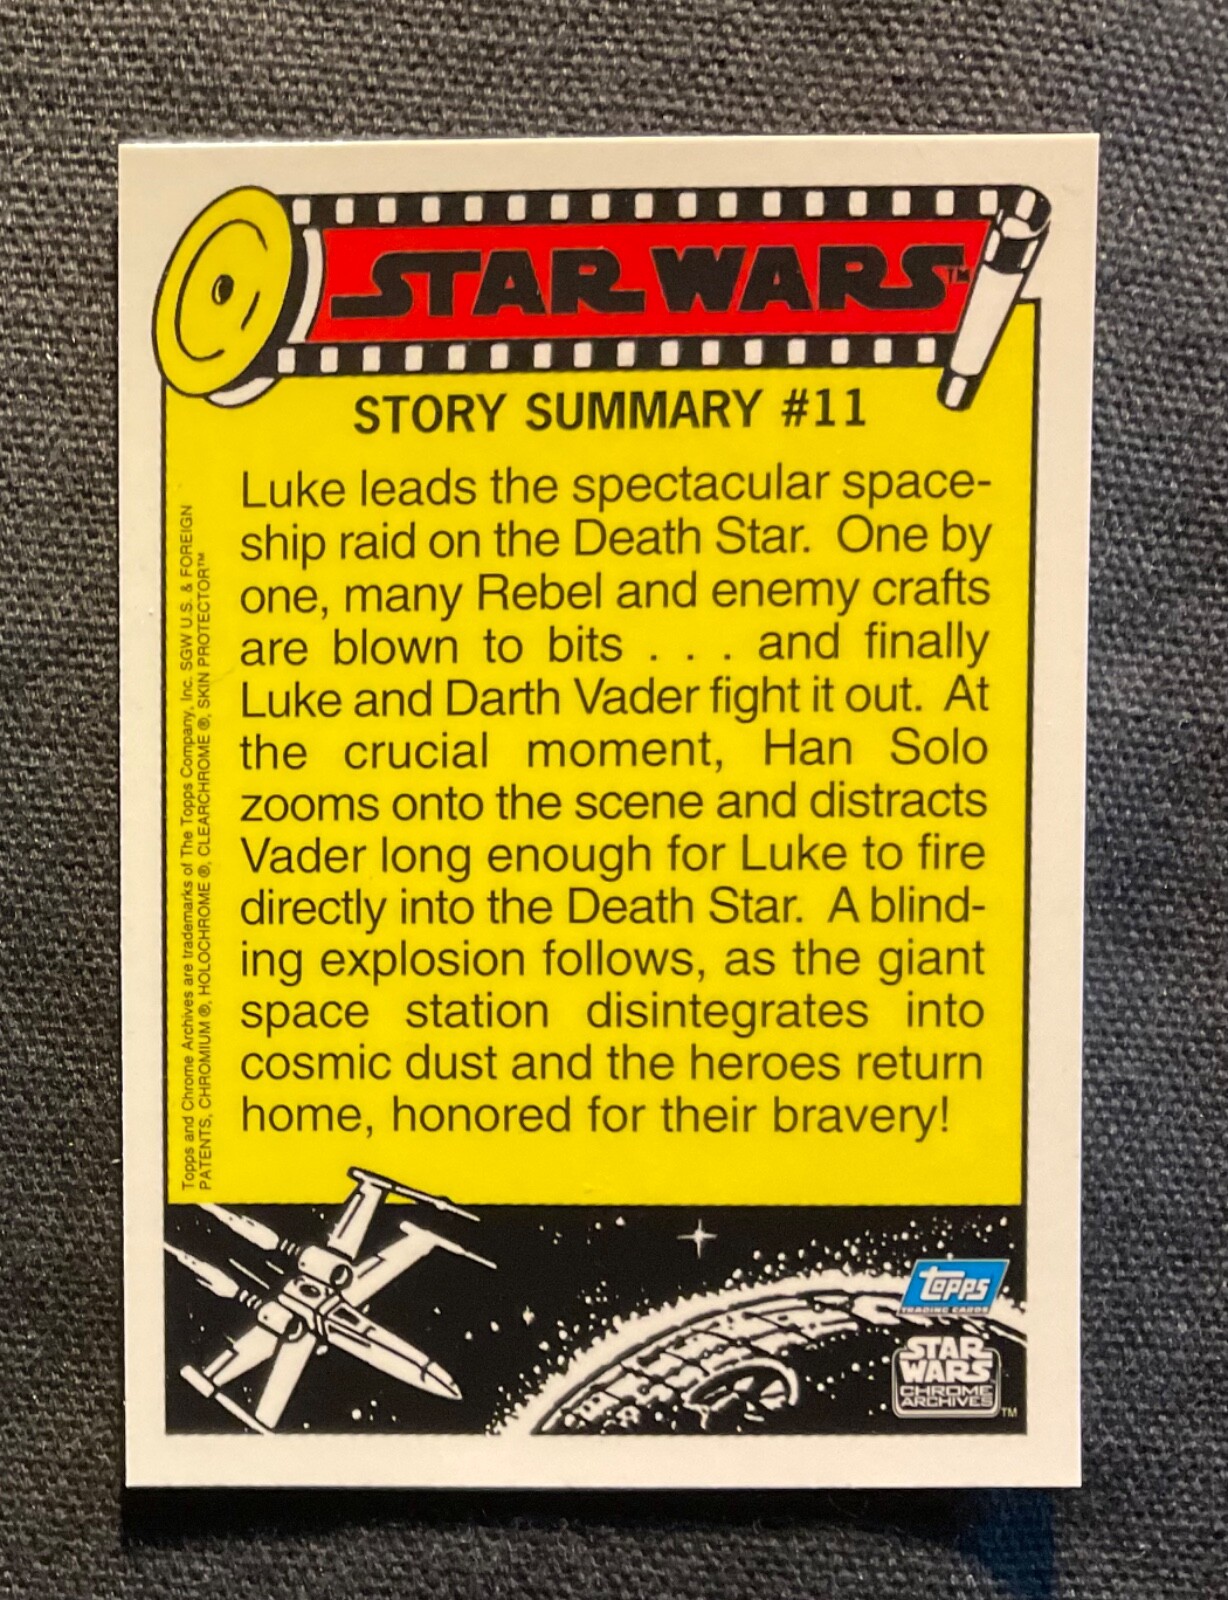 STAR WARS™
STORY SUMMARY #11
Luke leads the spectacular space-
ship raid on the Death Star. One by
one, many Rebel and enemy crafts
are blown to bits . . . and finally
Luke and Darth Vader fight it out. At
the crucial moment, Han Solo
zooms onto the scene and distracts
Vader long enough for Luke to fire
directly into the Death Star. A blind-
ing explosion follows, as the giant
space station disintegrates into
cosmic dust and the heroes return
home, honored for their bravery!
Topps and Chrome Archives are trademarks of The Topps Company, Inc. SGW U.S. & FOREIGN
PATENTS, CHROMIUM ®, HOLOCHROME ®, CLEARCHROME ®, SKIN PROTECTOR™
Topps
TRADING CARDS
STAR
WARS
CHROME
ARCHIVES
™